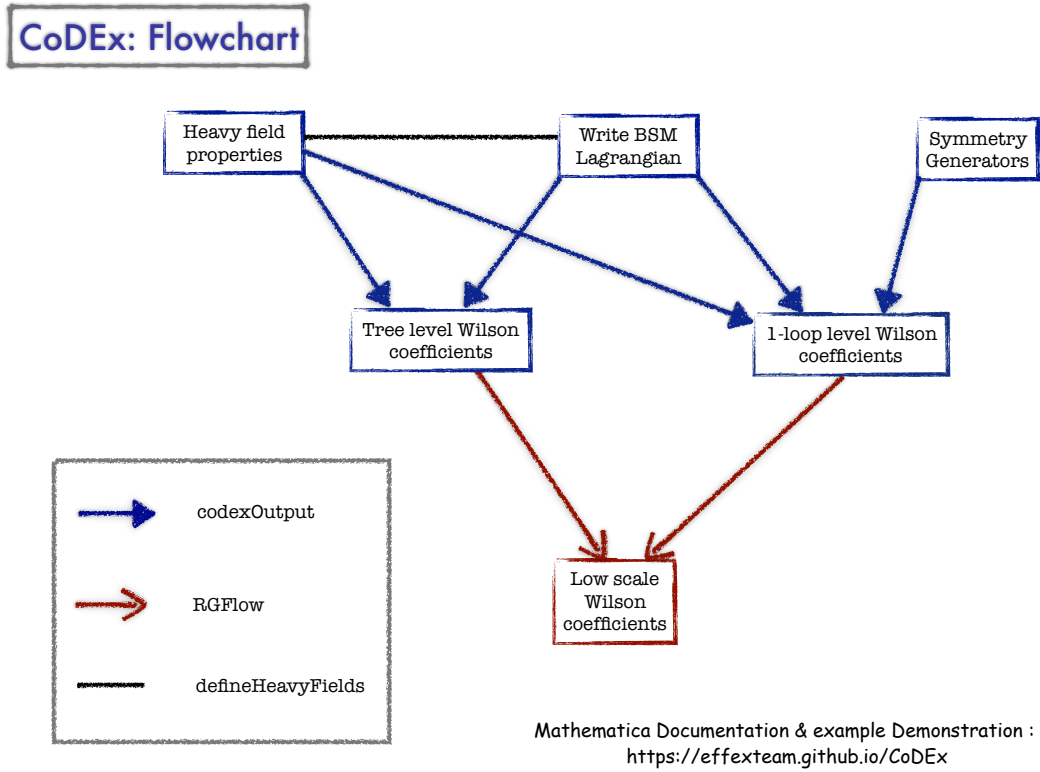 CoDEx: Flowchart
Heavy field
properties
Write BSM
Lagrangian
Symmetry
Generators
Tree level Wilson
coefficients
1-loop level Wilson
coefficients
codexOutput
RGFlow
defineHeavyFields
Low scale
Wilson
coefficients
Mathematica Documentation & example Demonstration :
https://effexteam.github.io/CoDEx